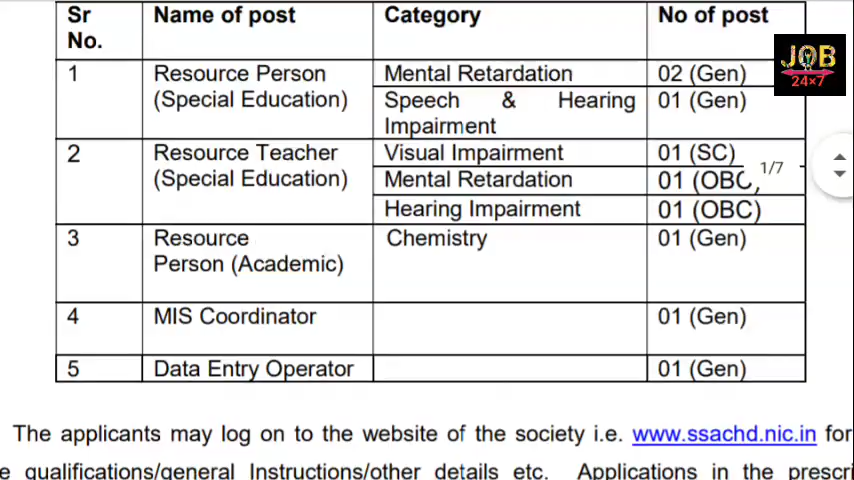 Sr No. Name of post Category No of post
1 Resource Person (Special Education) Mental Retardation 02 (Gen)
Speech & Hearing Impairment 01 (Gen)
2 Resource Teacher (Special Education) Visual Impairment 01 (SC)
Mental Retardation 01 (OBC)
Hearing Impairment 01 (OBC)
3 Resource Person (Academic) Chemistry 01 (Gen)
4 MIS Coordinator 01 (Gen)
5 Data Entry Operator 01 (Gen)
JOB
24×7
1/7
The applicants may log on to the website of the society i.e. www.ssachd.nic.in for
qualifications/general Instructions/other details etc. Applications in the